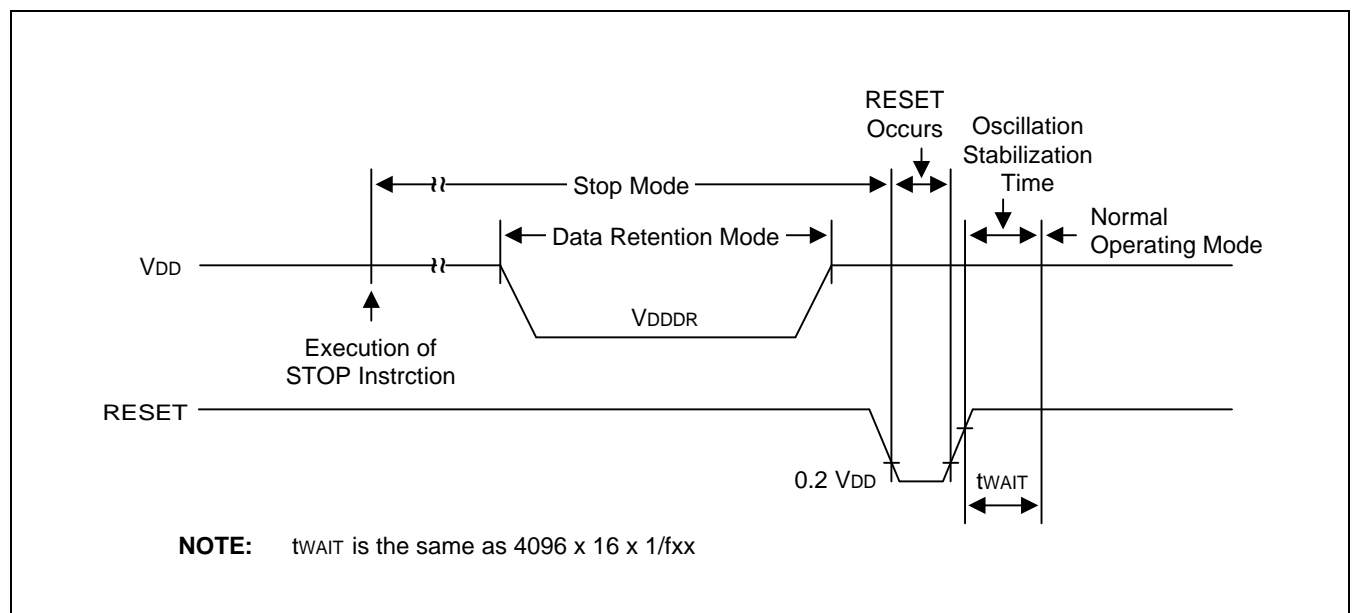 RESET
Occurs
Oscillation
Stabilization
Time
Stop Mode
Normal
Operating Mode
Data Retention Mode
VDD
VDDDR
Execution of
STOP Instrction
RESET
0.2 VDD
tWAIT
NOTE: tWAIT is the same as 4096 x 16 x 1/fxx